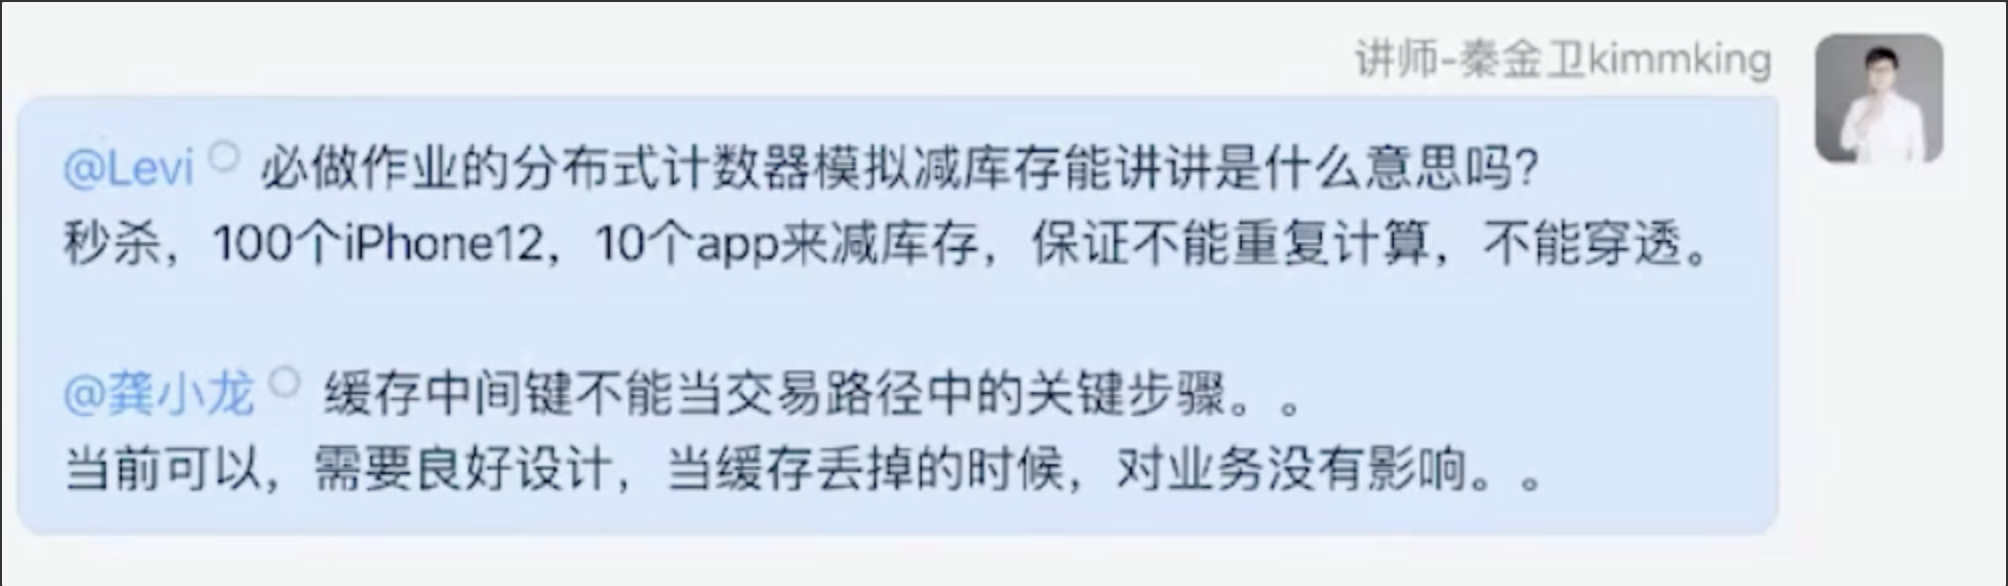 讲师-秦金卫kimmking
@Levi 必做作业的分布式计数器模拟减库存能讲讲是什么意思吗?
秒杀，100个iPhone12，10个app来减库存，保证不能重复计算，不能穿透。
@龚小龙 缓存中间键不能当交易路径中的关键步骤。。
当前可以，需要良好设计，当缓存丢掉的时候，对业务没有影响。。